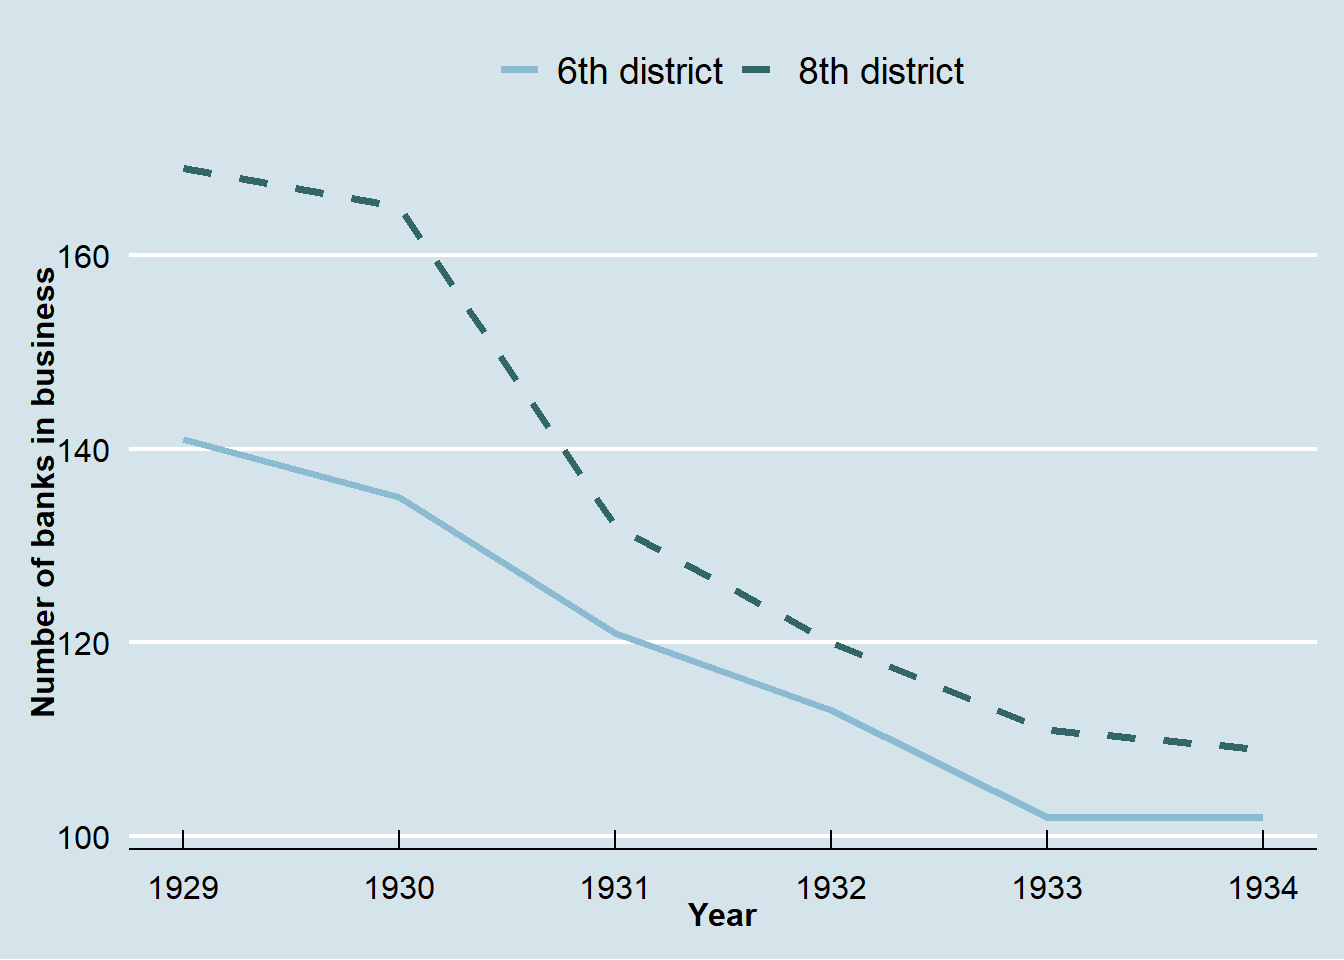 6th district 8th district
Number of banks in business
160
140
120
100
1929 1930 1931 1932 1933 1934
Year